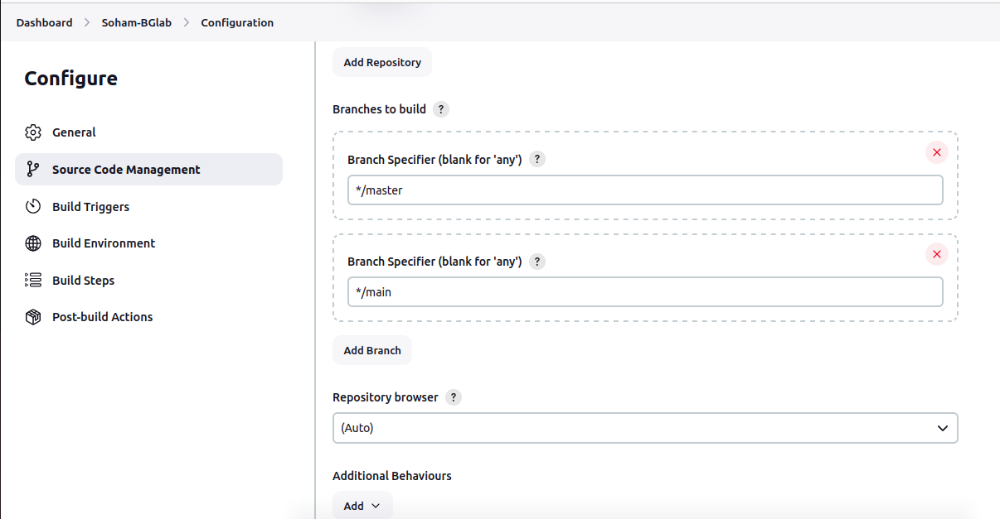 Dashboard > Soham-BGlab > Configuration
Configure
General
Source Code Management
Build Triggers
Build Environment
Build Steps
Post-build Actions
Add Repository
Branches to build ?
Branch Specifier (blank for 'any') ?
*/master
Branch Specifier (blank for 'any') ?
*/main
Add Branch
Repository browser ?
(Auto)
Additional Behaviours
Add